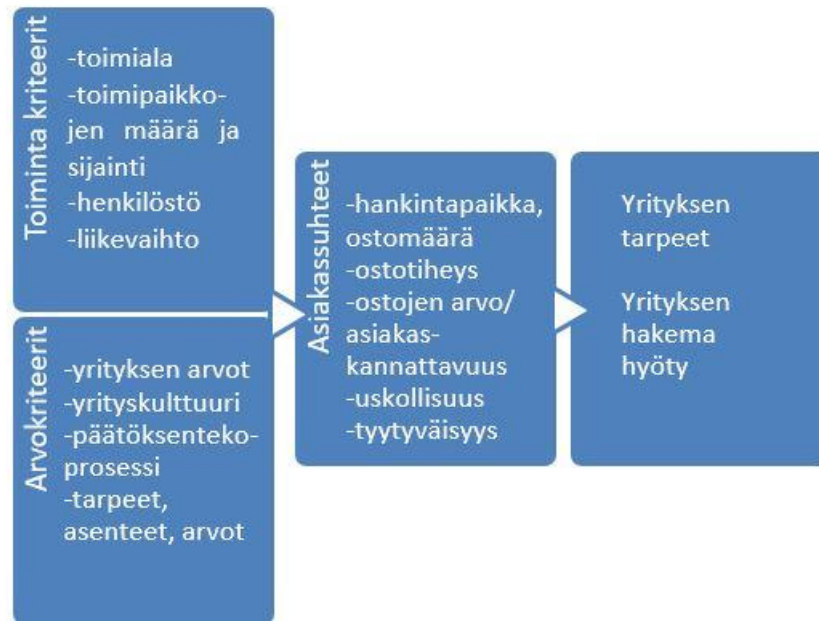 Toiminta kriteerit
-toimiala
-toimipaikko-
jen määrä ja
sijainti
-henkilöstö
-liikevaihto
Arvokriteerit
-yrityksen arvot
-yrityskulttuuri
-päätöksenteko-
prosessi
-tarpeet,
asenteet, arvot
Asiakassuhteet
-hankintapaikka,
ostomäärä
-ostotiheys
-ostojen arvo/
asiakas-
kannattavuus
-uskollisuus
-tyytyväisyys
Yrityksen
tarpeet
Yrityksen
hakema
hyöty